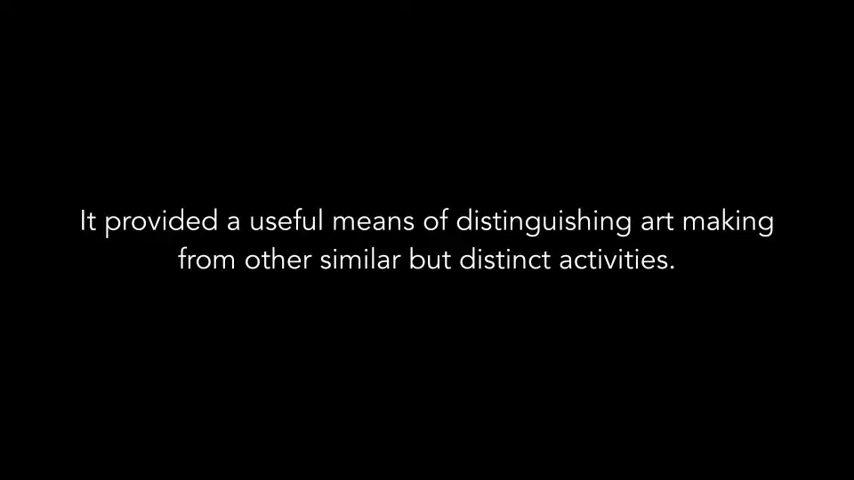 It provided a useful means of distinguishing art making
from other similar but distinct activities.